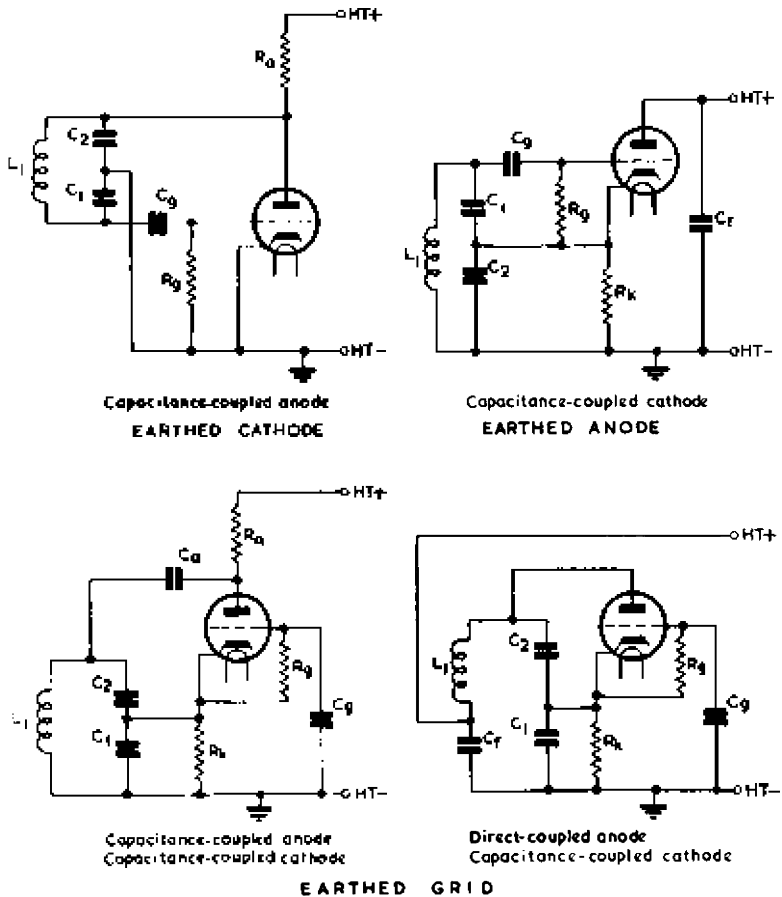 HT+
Ra
C2
L1
C1
Cg
Rg
HT-
Capacitance-coupled anode
EARTHED CATHODE
HT+
Cg
C1
Rg
Cr
L1
C2
Rk
HT-
Capacitance-coupled cathode
EARTHED ANODE
HT+
Ra
Ca
Rg
C2
Cg
L1
C1
Rk
HT-
Capacitance-coupled anode
Capacitance-coupled cathode
HT+
C2
L1
Rg
Cg
Cr
C1
Rk
HT-
Direct-coupled anode
Capacitance-coupled cathode
EARTHED GRID